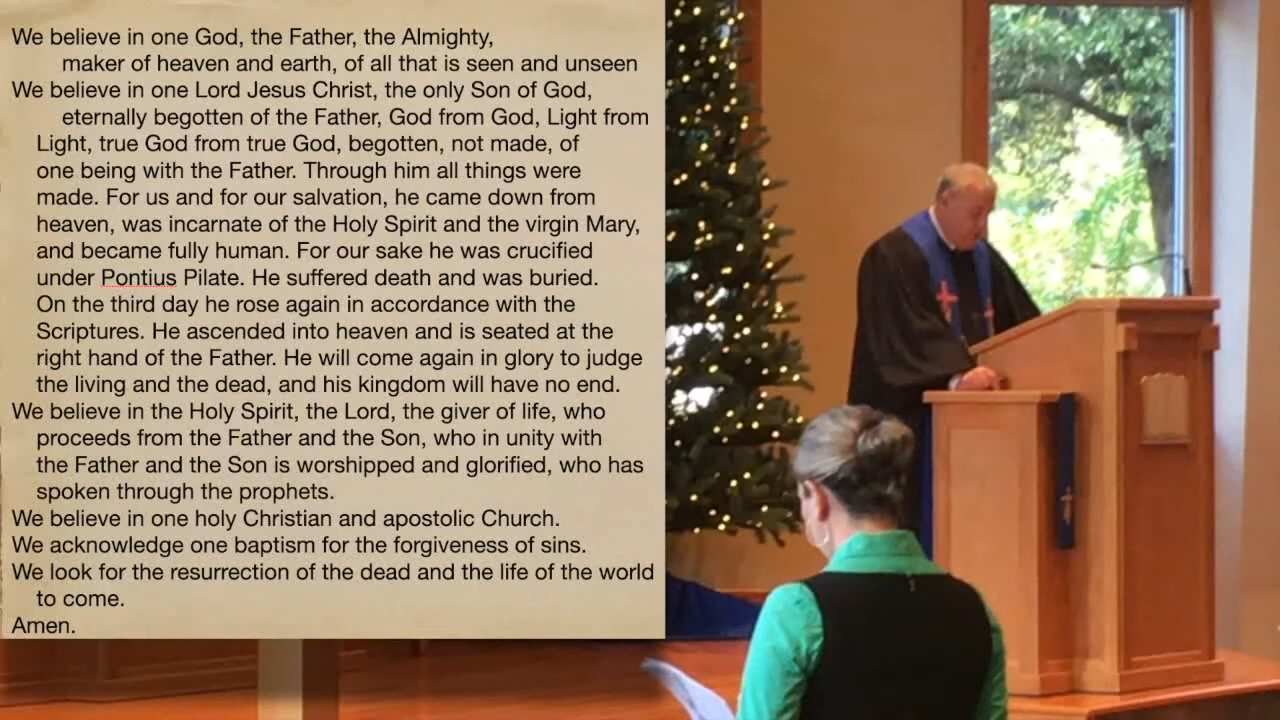 We believe in one God, the Father, the Almighty,
maker of heaven and earth, of all that is seen and unseen
We believe in one Lord Jesus Christ, the only Son of God,
eternally begotten of the Father, God from God, Light from
Light, true God from true God, begotten, not made, of
one being with the Father. Through him all things were
made. For us and for our salvation, he came down from
heaven, was incarnate of the Holy Spirit and the virgin Mary,
and became fully human. For our sake he was crucified
under Pontius Pilate. He suffered death and was buried.
On the third day he rose again in accordance with the
Scriptures. He ascended into heaven and is seated at the
right hand of the Father. He will come again in glory to judge
the living and the dead, and his kingdom will have no end.
We believe in the Holy Spirit, the Lord, the giver of life, who
proceeds from the Father and the Son, who in unity with
the Father and the Son is worshipped and glorified, who has
spoken through the prophets.
We believe in one holy Christian and apostolic Church.
We acknowledge one baptism for the forgiveness of sins.
We look for the resurrection of the dead and the life of the world
to come.
Amen.